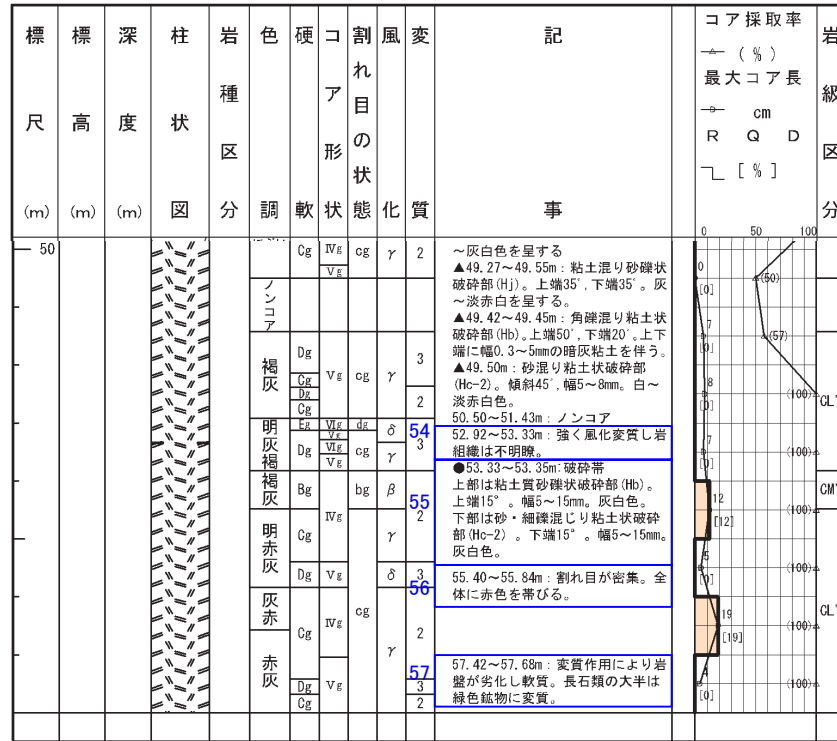 標尺(m)
標高(m)
深度(m)
柱状図
岩種区分
色調
硬軟
コア形状
割れ目の状態
風化
変質
記事
コア採取率
(%)
最大コア長
cm
R Q D
[%]
岩級区分
0 50 100
50
ノンコア
褐灰
明灰褐
褐灰
明赤灰
灰赤
赤灰
Cg
Dg
Cg
Dg
Cg
Eg
Dg
Bg
Cg
Dg
Cg
Dg
Cg
Ⅳg
Ⅴg
Ⅴg
Ⅵg
Ⅴg
Ⅵg
Ⅴg
Ⅳg
Ⅴg
Ⅳg
Ⅴg
cg
cg
dg
cg
bg
cg
γ
γ
δ
γ
β
γ
δ
γ
2
3
2
54
3
55
2
3
56
2
57
3
2
~灰白色を呈する
▲49.27~49.55m:粘土混り砂礫状
破砕部(Hj)。上端35°,下端35°。灰
~淡赤白を呈する。
▲49.42~49.45m:角礫混り粘土状
破砕部(Hb)。上端50°,下端20°。上下
端に幅0.3~5mmの暗灰粘土を伴う。
▲49.50m:砂混り粘土状破砕部
(Hc-2)。傾斜45°,幅5~8mm。白~
淡赤白色。
50.50~51.43m:ノンコア
52.92~53.33m:強く風化変質し岩
組織は不明瞭。
●53.33~53.35m:破砕帯
上部は粘土質砂礫状破砕部(Hb)。
上端15°。幅5~15mm。灰白色。
下部は砂・細礫混じり粘土状破砕
部(Hc-2)。下端15°。幅5~15mm。
灰白色。
55.40~55.84m:割れ目が密集。全
体に赤色を帯びる。
57.42~57.68m:変質作用により岩
盤が劣化し軟質。長石類の大半は
緑色鉱物に変質。
0
[0]
(50)
7
[0]
(57)
8
[0]
(100)
7
[0]
(100)
12
[12]
(100)
5
[0]
(100)
19
[19]
(100)
4
[0]
(100)
CL'
CM'
CL'